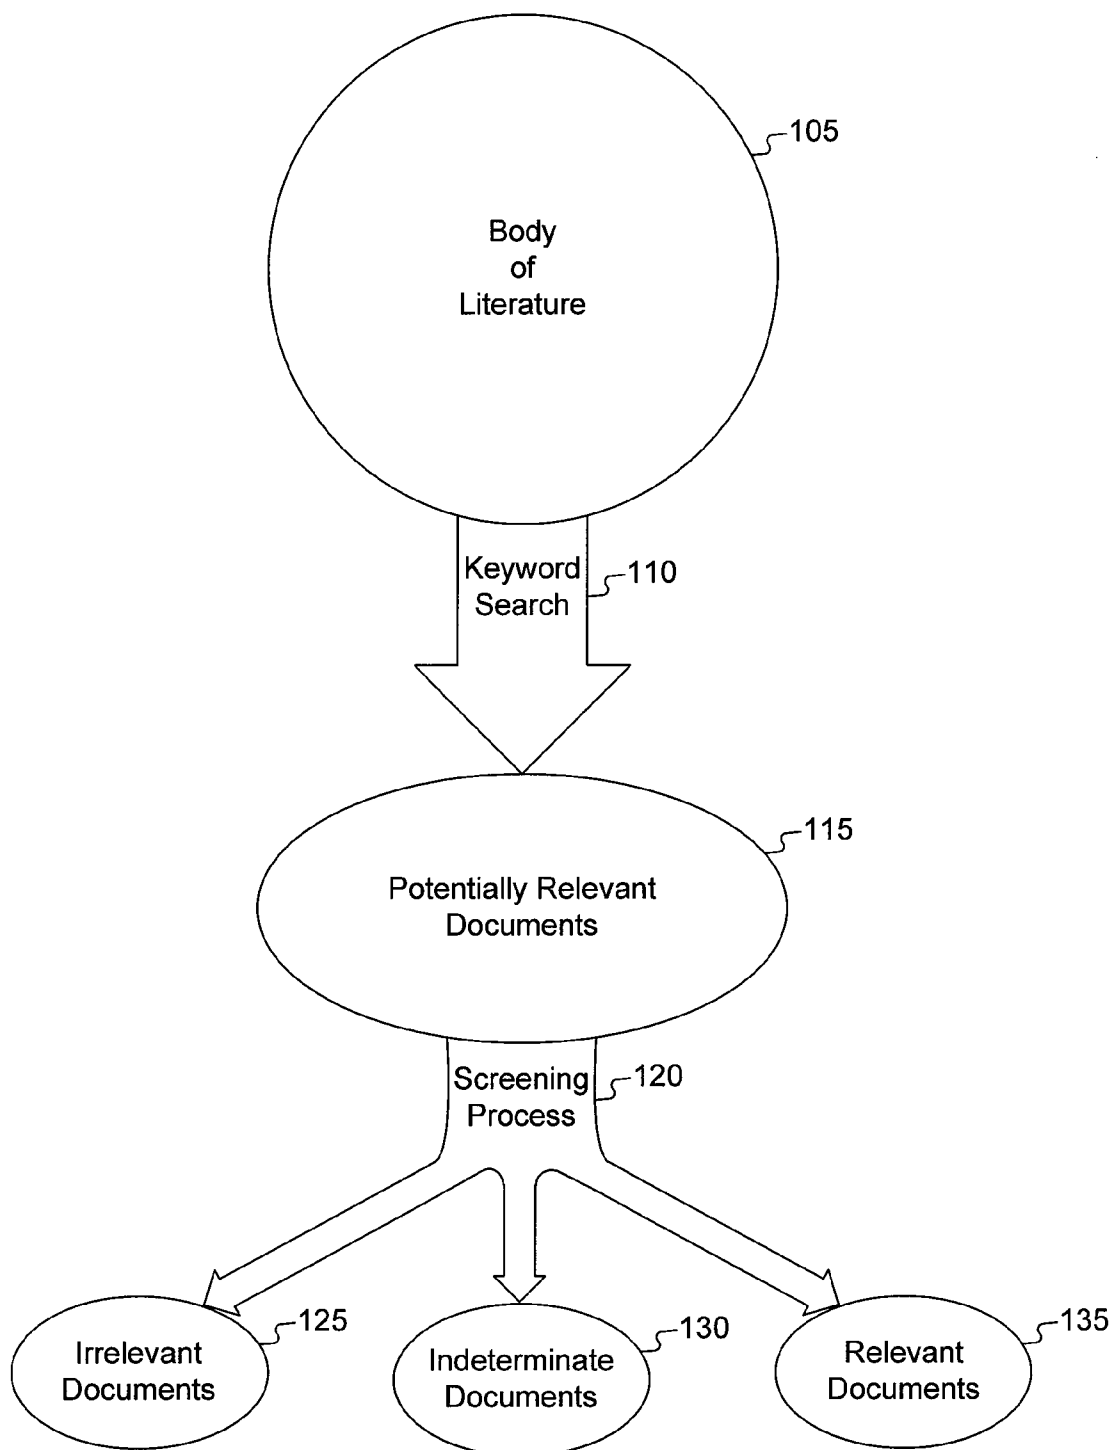 105
Body
of
Literature
Keyword
Search
110
115
Potentially Relevant
Documents
Screening
Process
120
125
Irrelevant
Documents
130
Indeterminate
Documents
135
Relevant
Documents